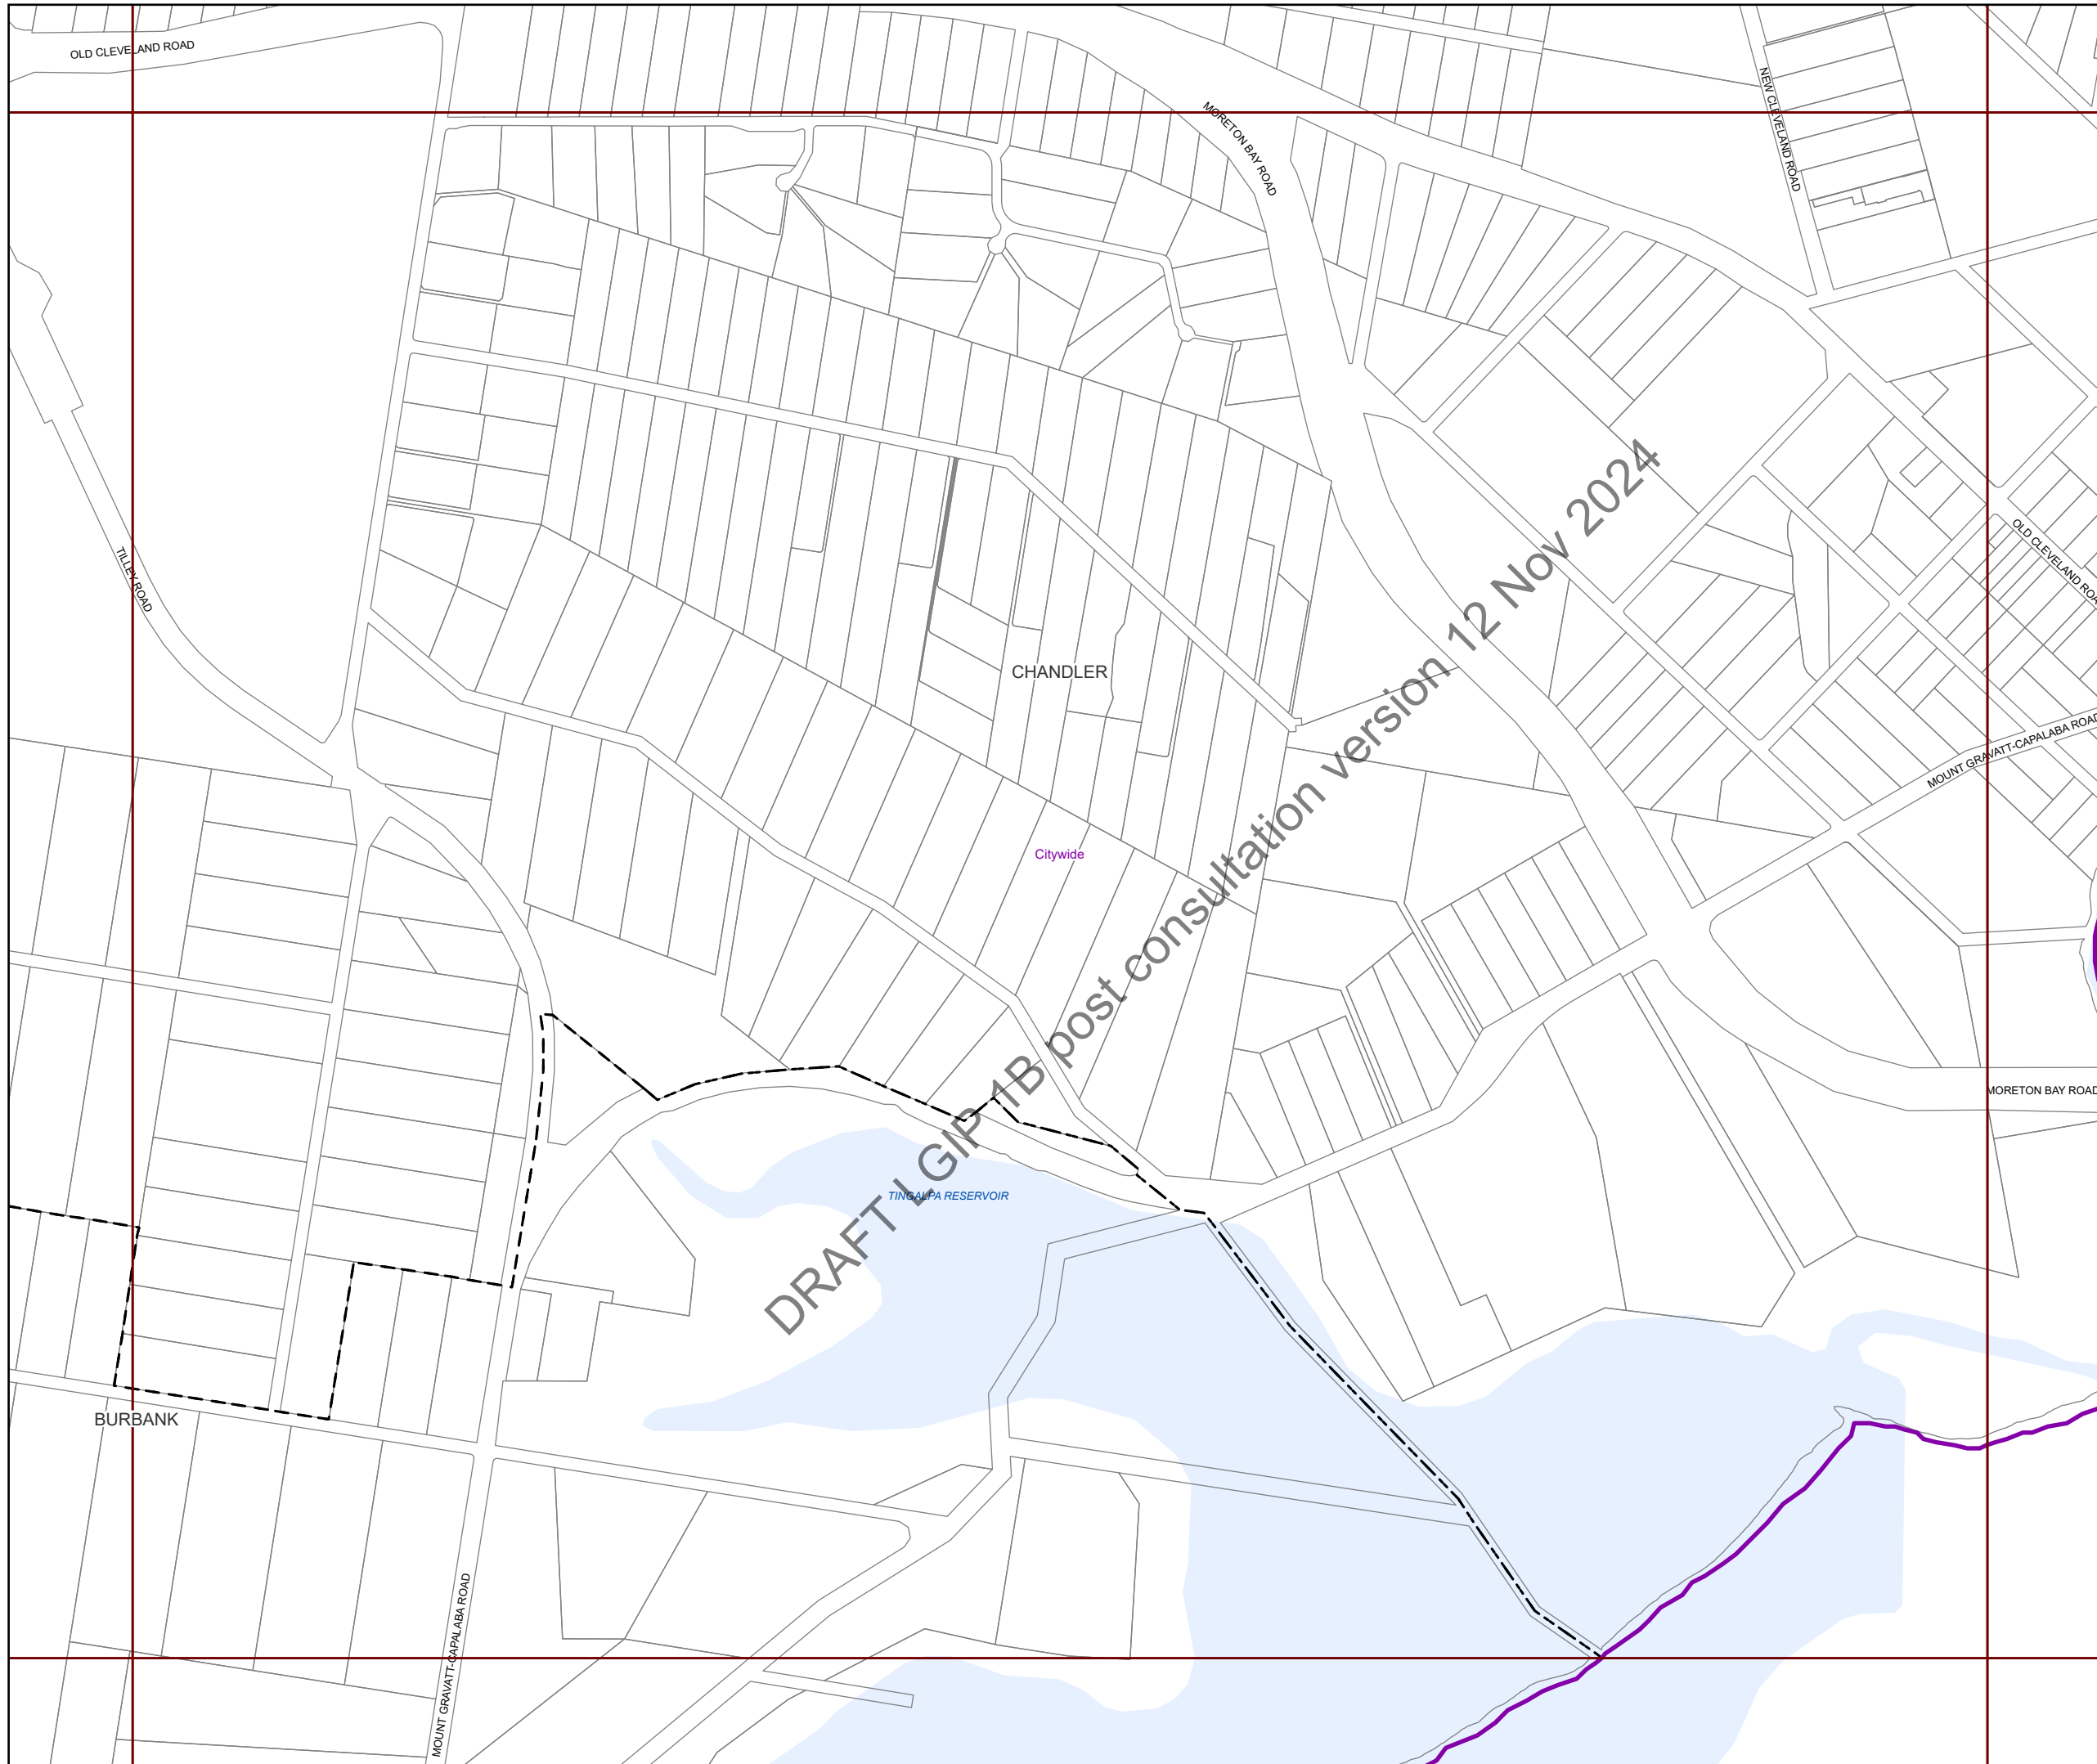 OLD CLEVELAND ROAD
MORETON BAY ROAD
NEW CLEVELAND ROAD
TILLEY ROAD
OLD CLEVELAND ROA
CHANDLER
MOUNT GRAVATT-CAPALABA ROAD
Citywide
DRAFT LGIP 1B post consultation version 12 Nov 2024
MORETON BAY ROAD
TINGALPA RESERVOIR
BURBANK
MOUNT GRAVATT-CAPALABA ROAD